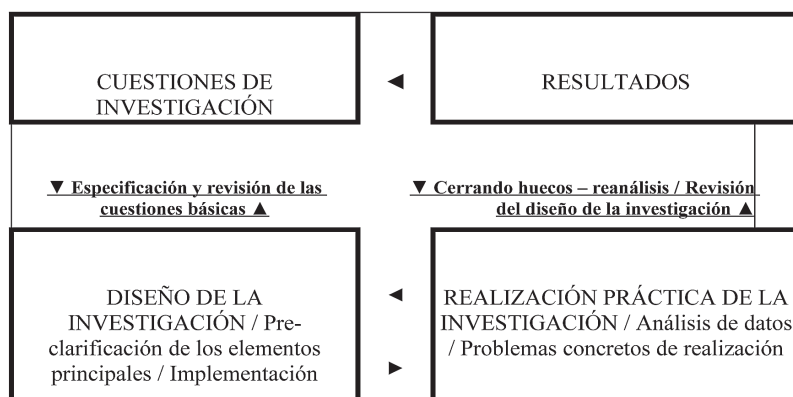 CUESTIONES DE
INVESTIGACIÓN
◄
RESULTADOS
▼ Especificación y revisión de las
cuestiones básicas ▲
▼ Cerrando huecos – reanálisis / Revisión
del diseño de la investigación ▲
DISEÑO DE LA
INVESTIGACIÓN / Pre-
clarificación de los elementos
principales / Implementación
◄
►
REALIZACIÓN PRÁCTICA DE LA
INVESTIGACIÓN / Análisis de datos
/ Problemas concretos de realización